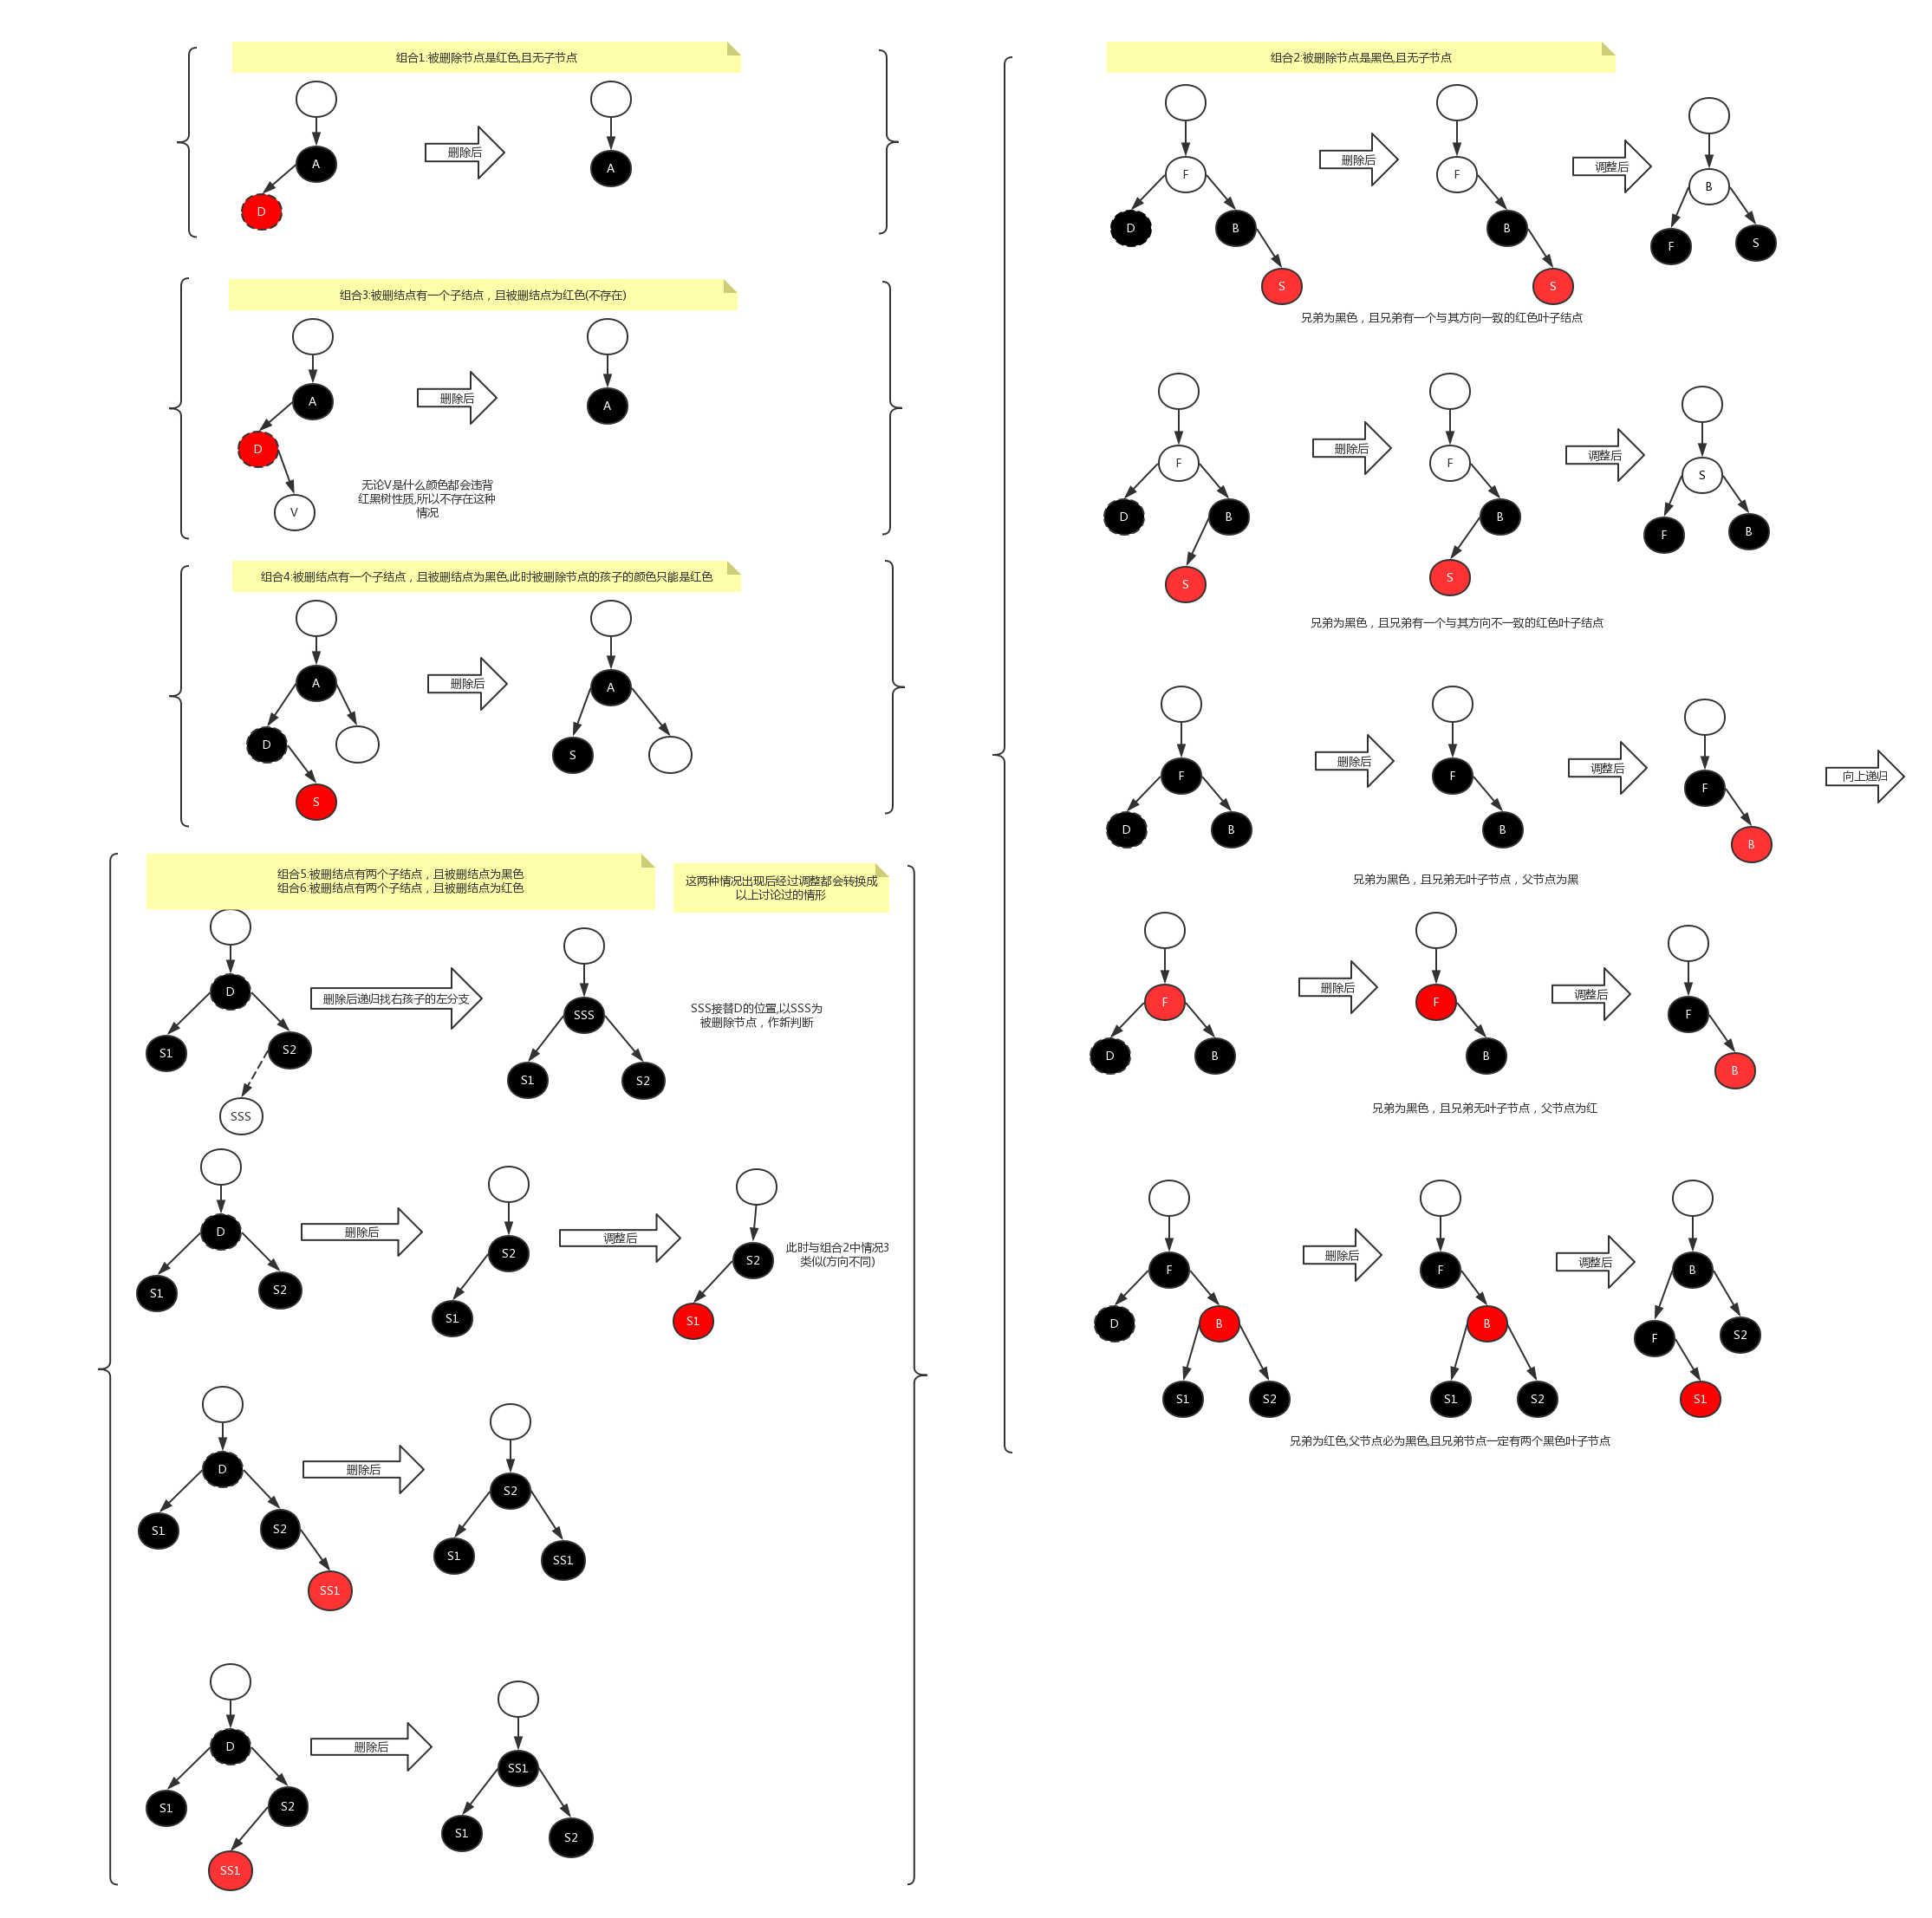 组合1:被删除节点是红色,且无子节点
A
D
删除后
A
组合3:被删结点有一个子结点，且被删结点为红色(不存在)
A
D
V
删除后
A
无论V是什么颜色都会违背
红黑树性质,所以不存在这种
情况
组合4:被删结点有一个子结点，且被删结点为黑色,此时被删除节点的孩子的颜色只能是红色
A
D
S
删除后
A
S
组合5:被删结点有两个子结点，且被删结点为黑色
组合6:被删结点有两个子结点，且被删结点为红色
这两种情况出现后经过调整都会转换成
以上讨论过的情形
D
S1
S2
SSS
删除后递归找右孩子的左分支
SSS
S1
S2
SSS接替D的位置,以SSS为
被删除节点，作新判断
D
S1
S2
删除后
S2
S1
调整后
S2
S1
此时与组合2中情况3
类似(方向不同)
D
S1
S2
SS1
删除后
S2
S1
SS1
D
S1
S2
SS1
删除后
SS1
S1
S2
组合2:被删除节点是黑色,且无子节点
F
D
B
S
删除后
F
B
S
调整后
B
F
S
兄弟为黑色，且兄弟有一个与其方向一致的红色叶子结点
F
D
B
S
删除后
F
B
S
调整后
S
F
B
兄弟为黑色，且兄弟有一个与其方向不一致的红色叶子结点
F
D
B
删除后
F
B
调整后
F
B
向上递归
兄弟为黑色，且兄弟无叶子节点，父节点为黑
F
D
B
删除后
F
B
调整后
F
B
兄弟为黑色，且兄弟无叶子节点，父节点为红
F
D
B
S1
S2
删除后
F
B
S1
S2
调整后
B
F
S2
S1
兄弟为红色,父节点必为黑色,且兄弟节点一定有两个黑色叶子节点